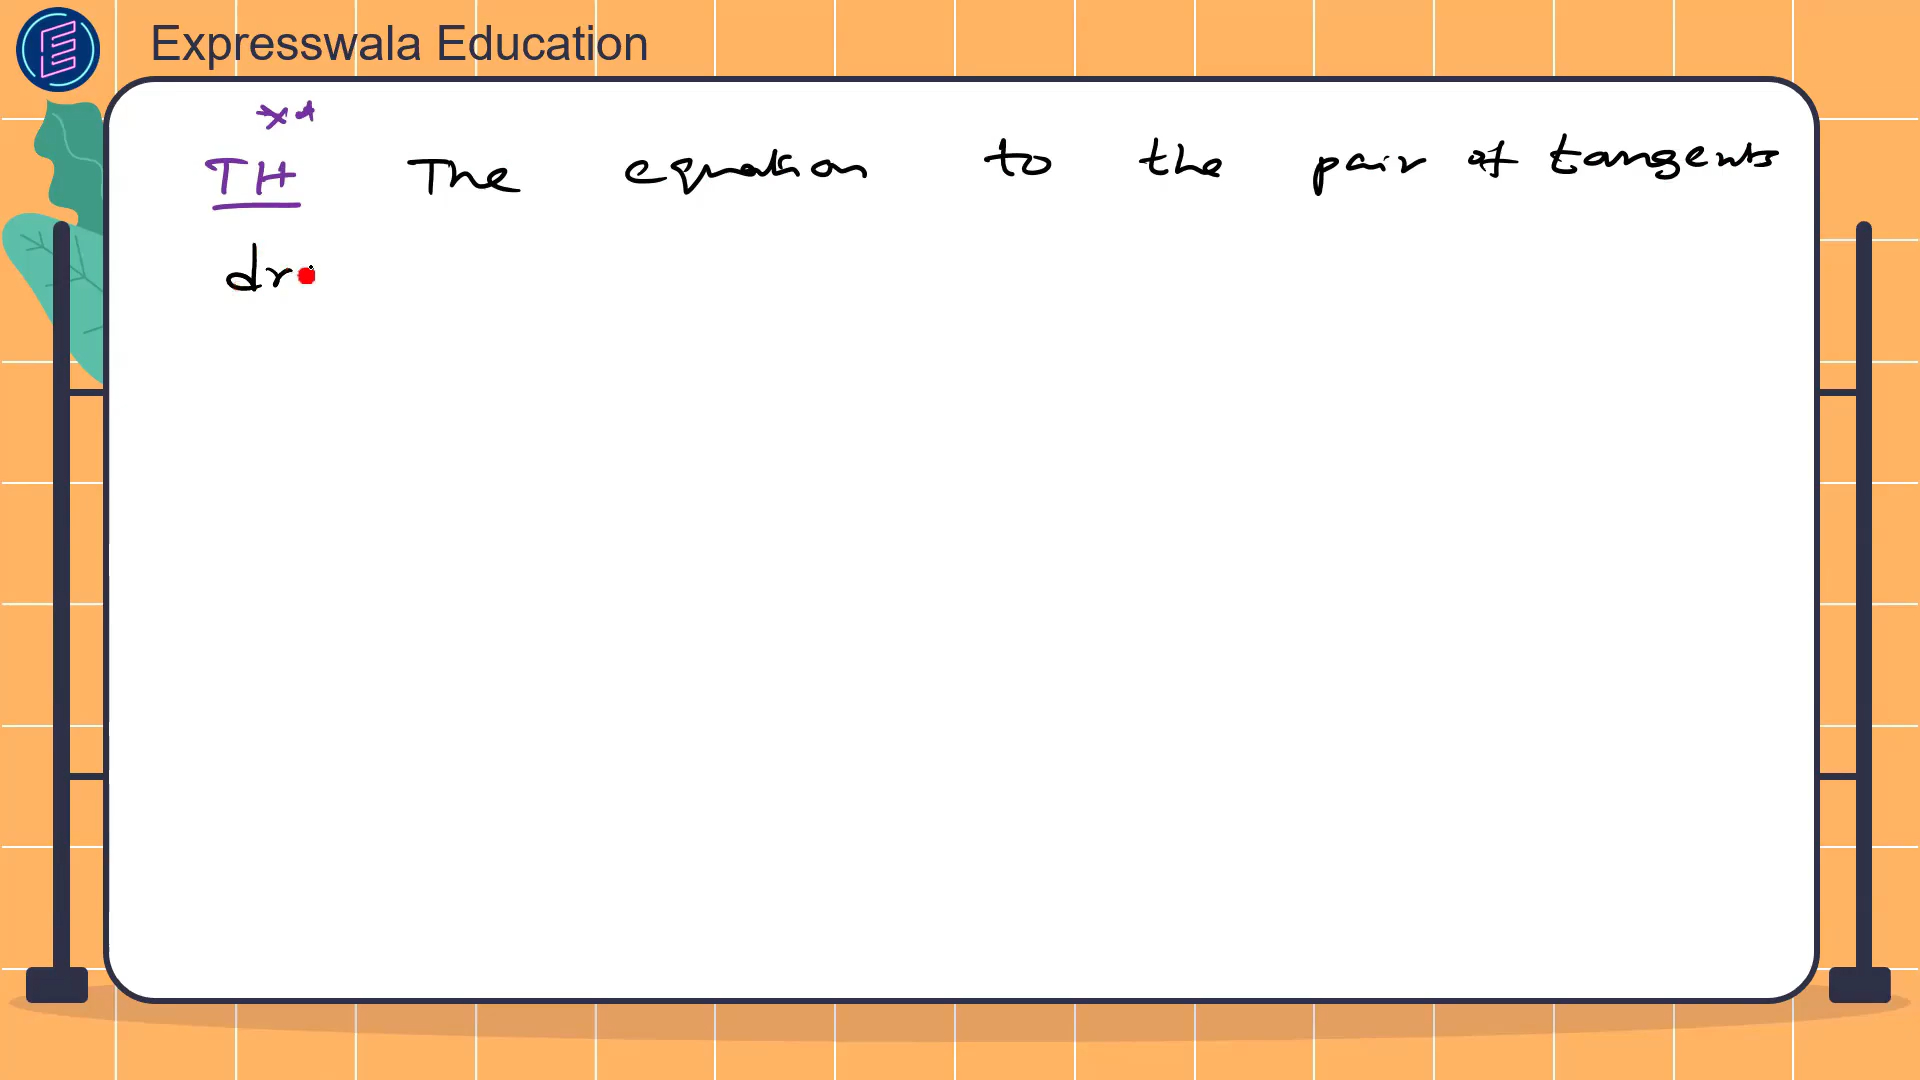 Expresswala Education
**
TH The equation to the pair of tangents
dr